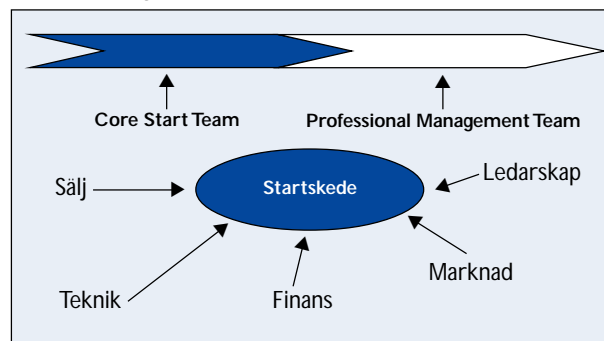 Core Start Team
Professional Management Team
Sälj
Startskede
Ledarskap
Teknik
Finans
Marknad